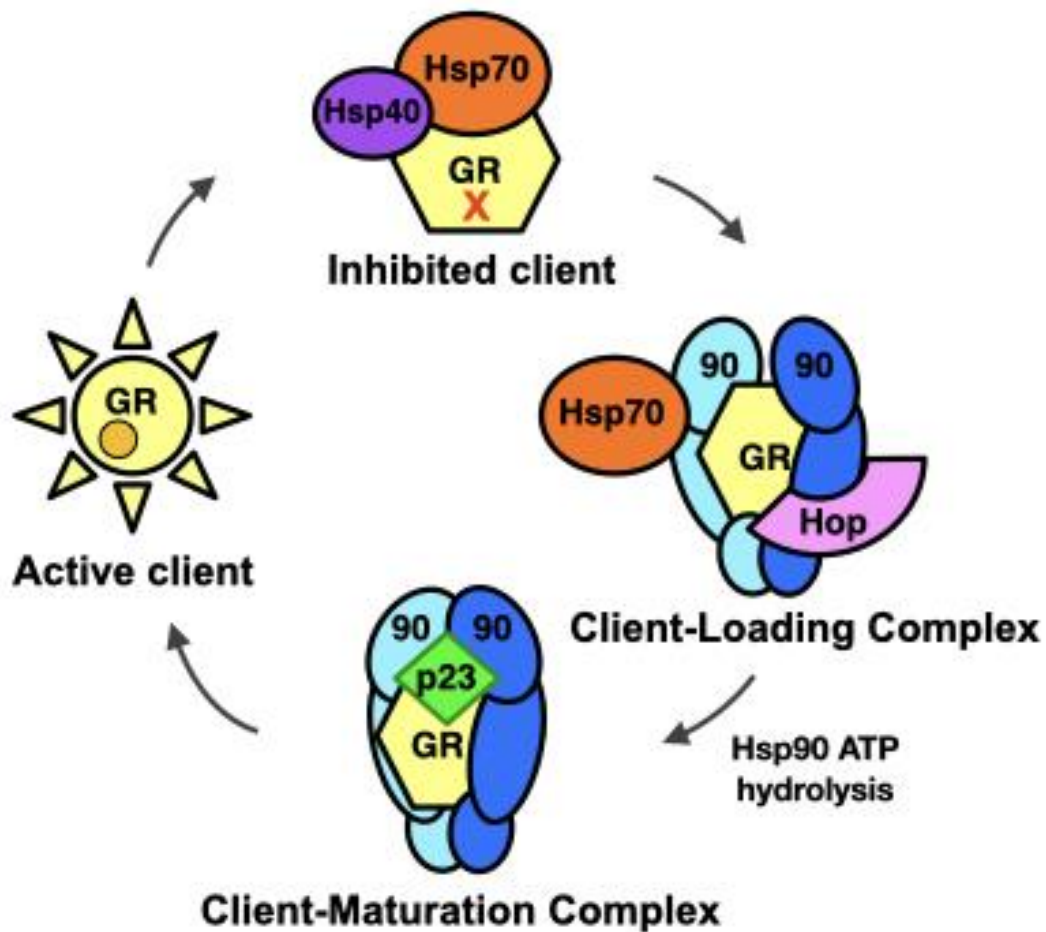 Hsp70
Hsp40
GR
X
Inhibited client
90 90
Hsp70
GR
Hop
Client-Loading Complex
GR
Active client
90 90
p23
GR
Hsp90 ATP
hydrolysis
Client-Maturation Complex